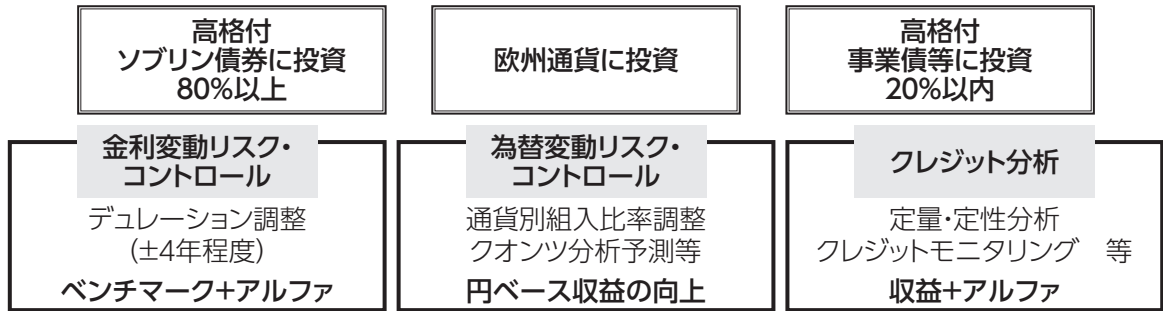 高格付
ソブリン債券に投資
80%以上
欧州通貨に投資
高格付
事業債等に投資
20%以内
金利変動リスク・
コントロール
デュレーション調整
(±4年程度)
ベンチマーク+アルファ
為替変動リスク・
コントロール
通貨別組入比率調整
クオンツ分析予測等
円ベース収益の向上
クレジット分析
定量・定性分析
クレジットモニタリング 等
収益+アルファ